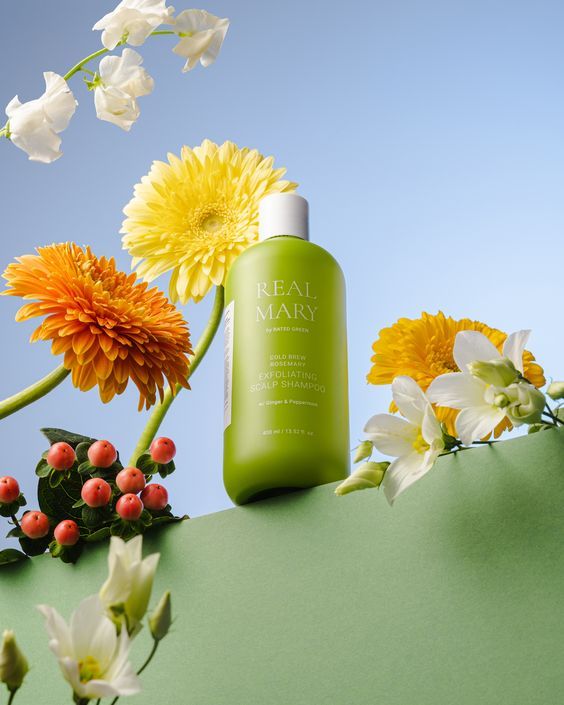 REAL
MARY
by RATED GREEN
COLD BREW
ROSEMARY
EXFOLIATING
SCALP SHAMPOO
w/ Ginger & Peppermint
400 ml / 13.52 fl. oz